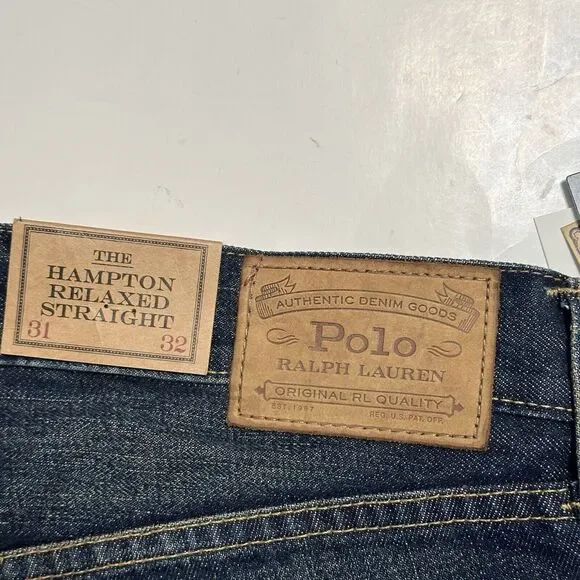 THE
HAMPTON
RELAXED
STRAIGHT
31 32
AUTHENTIC DENIM GOODS
Polo
RALPH LAUREN
ORIGINAL RL QUALITY
EST. 1967 REG. U.S. PAT. OFF.